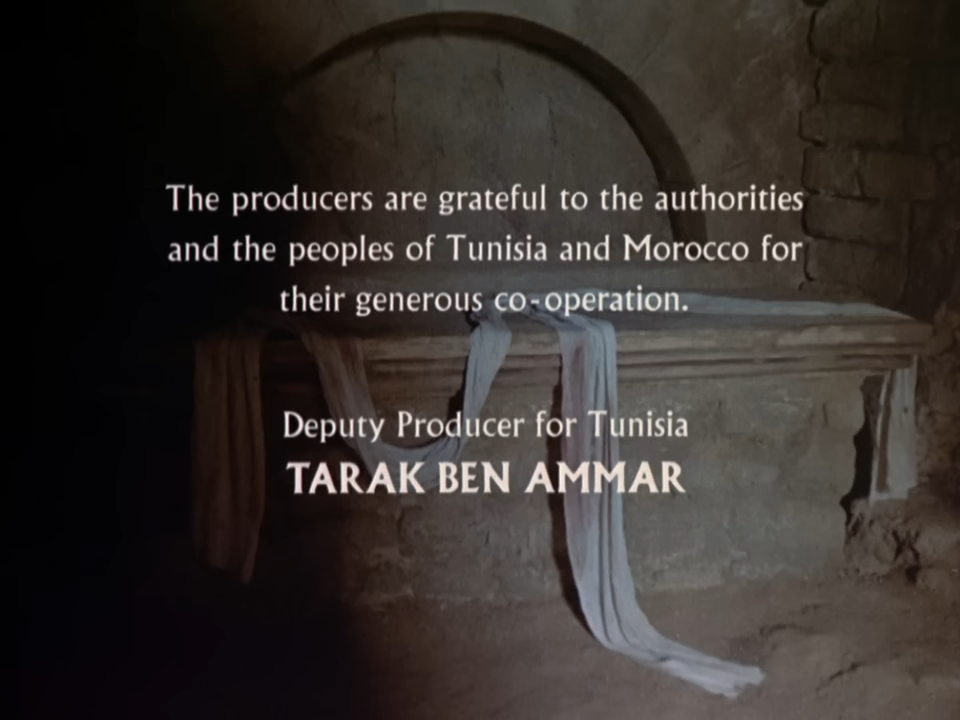 The producers are grateful to the authorities
and the peoples of Tunisia and Morocco for
their generous co-operation.
Deputy Producer for Tunisia
TARAK BEN AMMAR